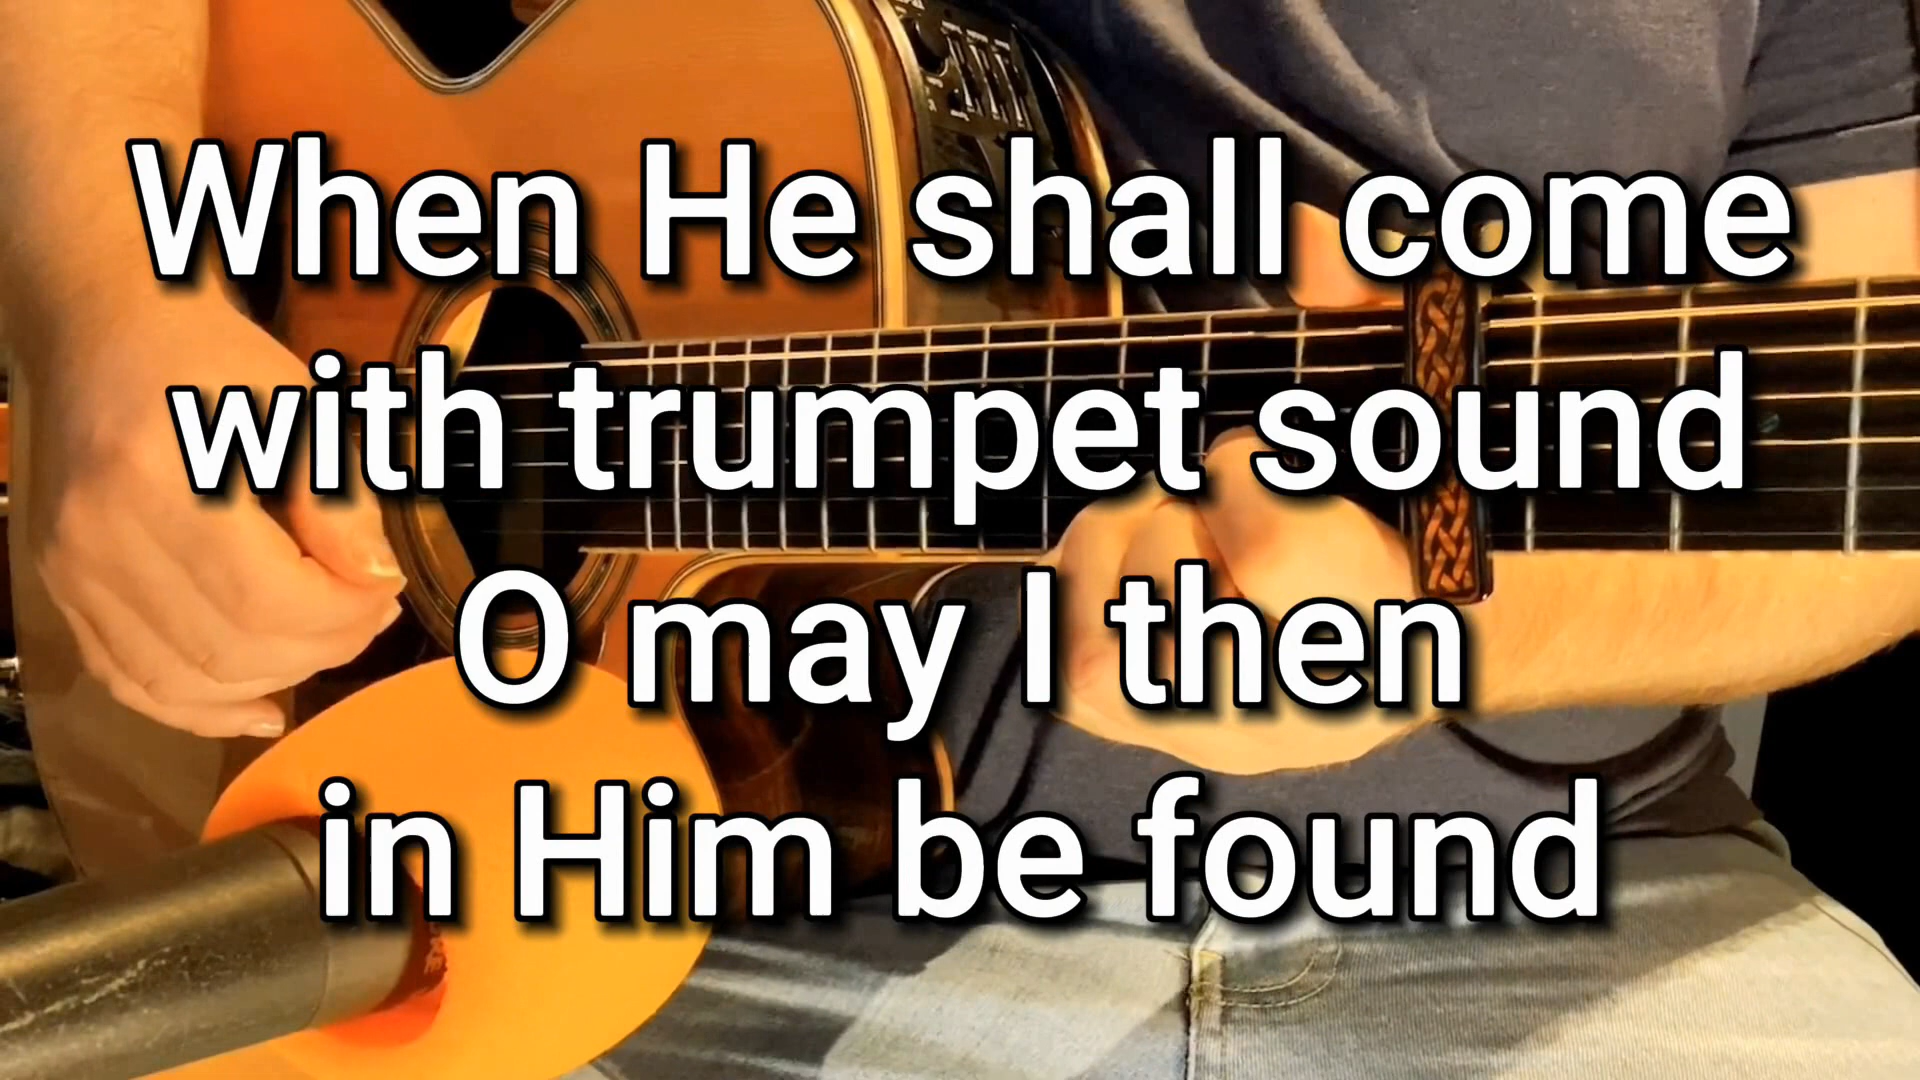 When He shall come
with trumpet sound
O may I then
in Him be found